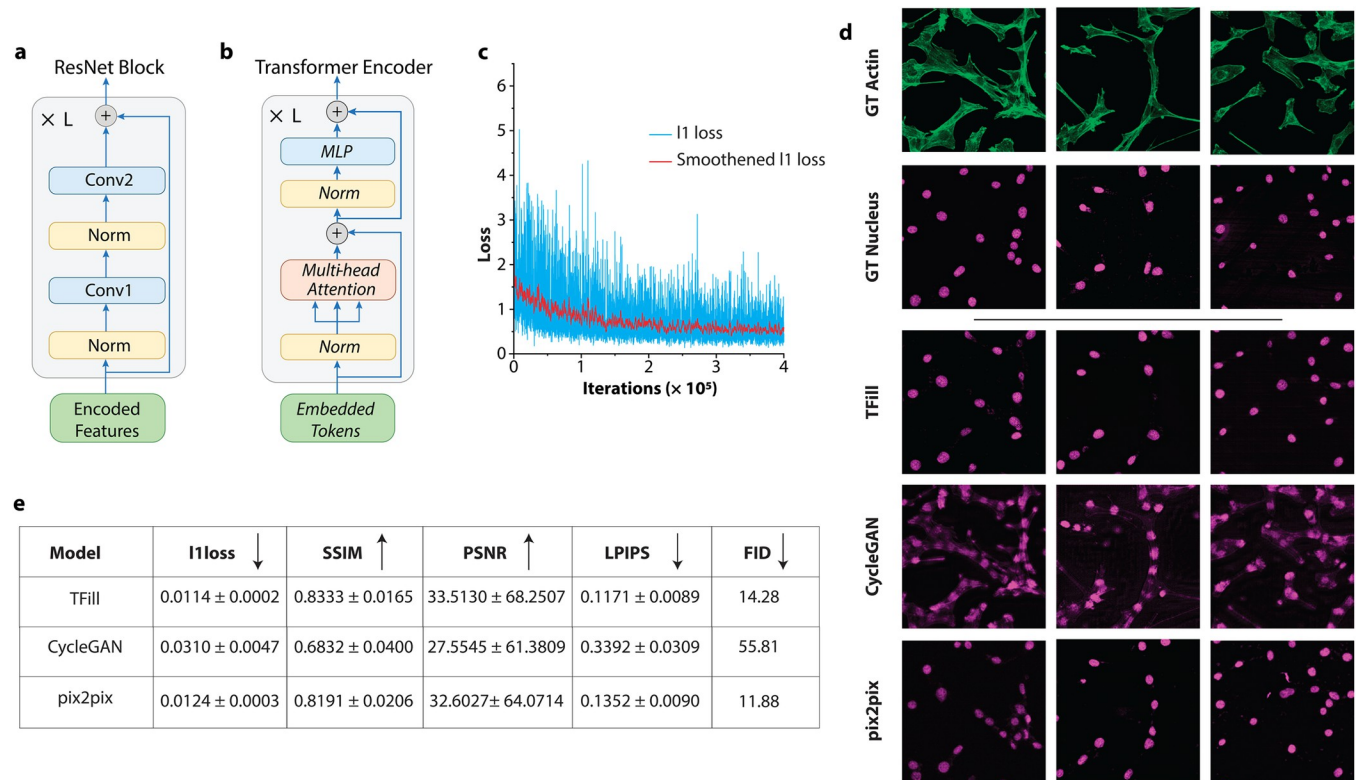 a
ResNet Block
× L
+
Conv2
Norm
Conv1
Norm
Encoded
Features
b
Transformer Encoder
× L
+
MLP
Norm
+
Multi-head
Attention
Norm
Embedded
Tokens
c
Loss
6
5
4
3
2
1
0
l1 loss
Smoothened l1 loss
0 1 2 3 4
Iterations (× 10⁵)
d
GT Actin
GT Nucleus
TFill
CycleGAN
pix2pix
e
Model l1loss ↓ SSIM ↑ PSNR ↑ LPIPS ↓ FID ↓
TFill 0.0114 ± 0.0002 0.8333 ± 0.0165 33.5130 ± 68.2507 0.1171 ± 0.0089 14.28
CycleGAN 0.0310 ± 0.0047 0.6832 ± 0.0400 27.5545 ± 61.3809 0.3392 ± 0.0309 55.81
pix2pix 0.0124 ± 0.0003 0.8191 ± 0.0206 32.6027± 64.0714 0.1352 ± 0.0090 11.88